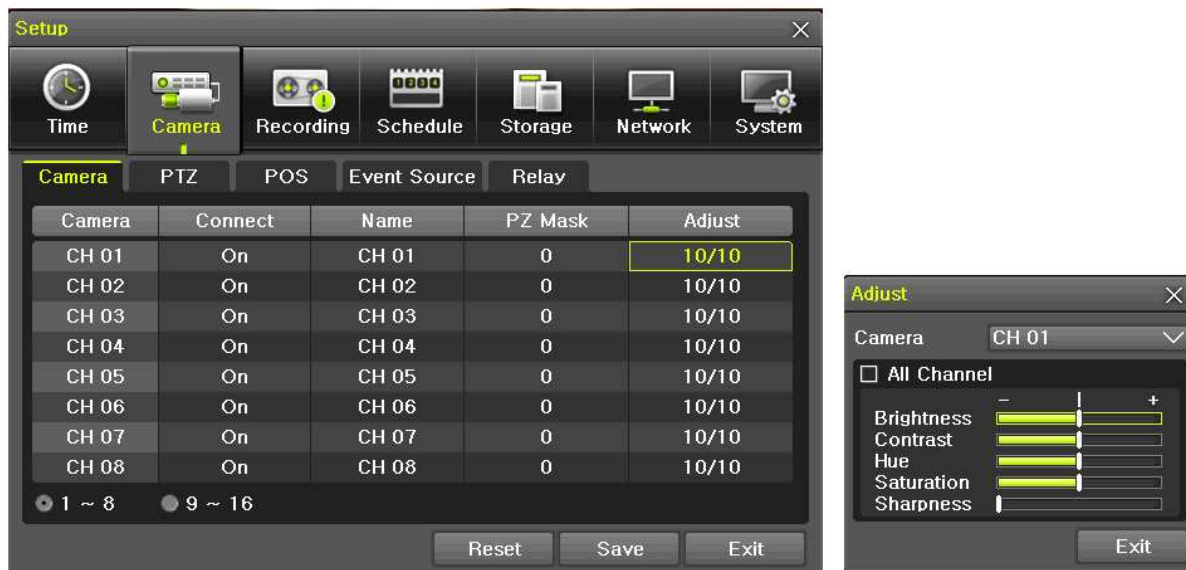 Setup
Time Camera Recording Schedule Storage Network System
Camera PTZ POS Event Source Relay
Camera Connect Name PZ Mask Adjust
CH 01 On CH 01 0 10/10
CH 02 On CH 02 0 10/10
CH 03 On CH 03 0 10/10
CH 04 On CH 04 0 10/10
CH 05 On CH 05 0 10/10
CH 06 On CH 06 0 10/10
CH 07 On CH 07 0 10/10
CH 08 On CH 08 0 10/10
1 ~ 8 9 ~ 16
Reset Save Exit
Adjust
Camera CH 01
All Channel
- | +
Brightness
Contrast
Hue
Saturation
Sharpness
Exit